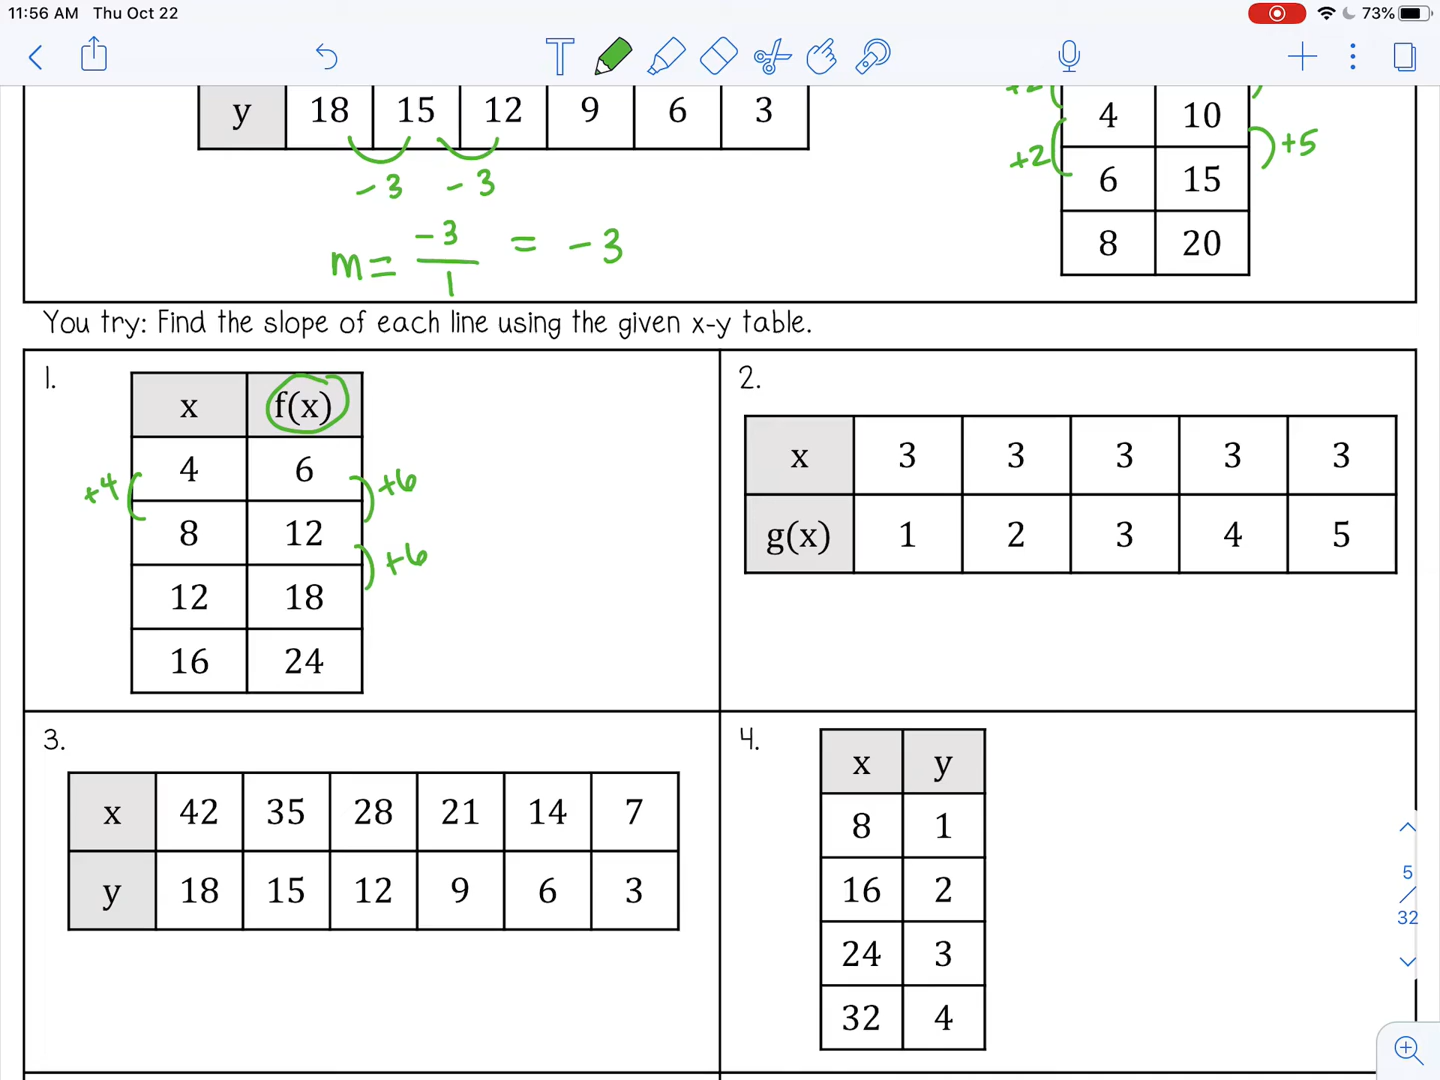 11:56 AM Thu Oct 22
73%
T
y 18 15 12 9 6 3
-3 -3
m = -3/1 = -3
+2
4 10
+2 +5
6 15
8 20
You try: Find the slope of each line using the given x-y table.
1.
x f(x)
4 6
+4 +6
8 12
+6
12 18
16 24
2.
x 3 3 3 3 3
g(x) 1 2 3 4 5
3.
x 42 35 28 21 14 7
y 18 15 12 9 6 3
4.
x y
8 1
16 2
24 3
32 4
5
/
32